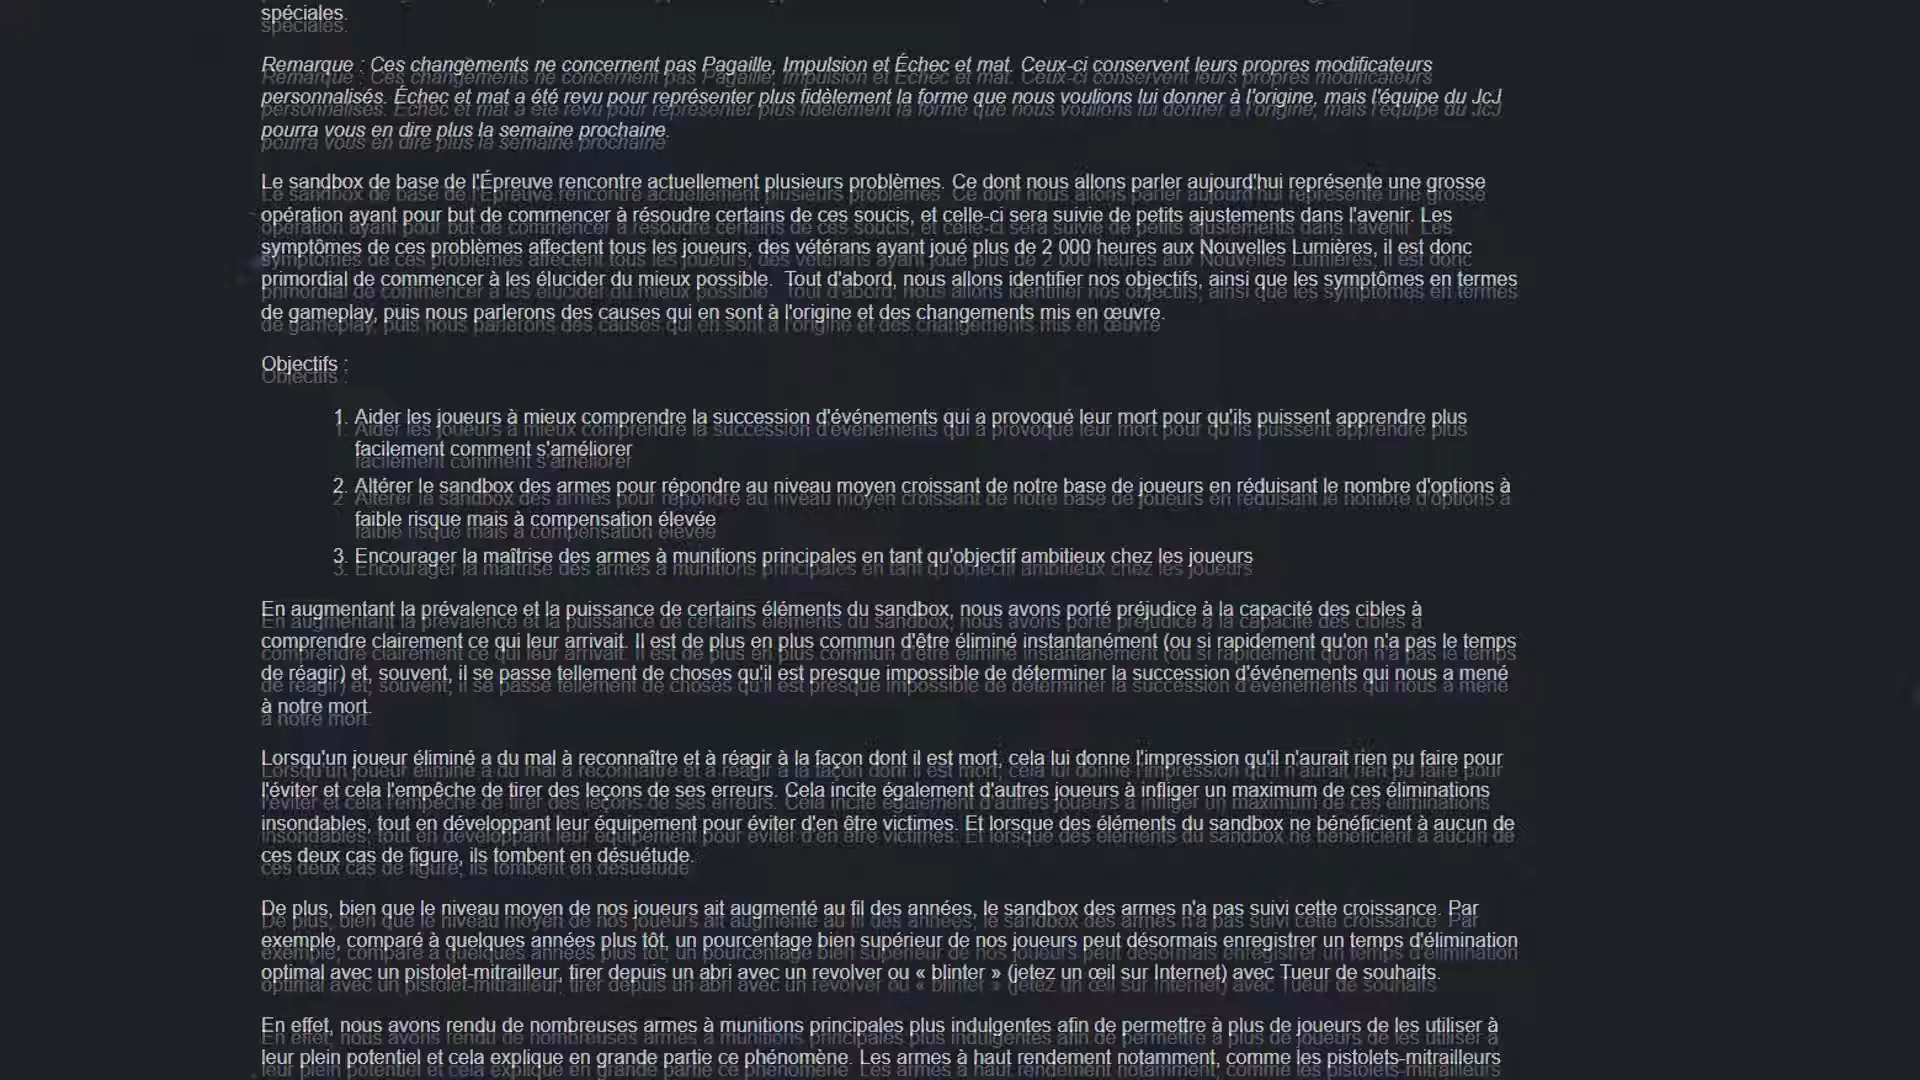 spéciales.
Remarque : Ces changements ne concernent pas Pagaille, Impulsion et Échec et mat. Ceux-ci conservent leurs propres modificateurs
personnalisés. Échec et mat a été revu pour représenter plus fidèlement la forme que nous voulions lui donner à l'origine, mais l'équipe du JcJ
pourra vous en dire plus la semaine prochaine.
Le sandbox de base de l'Épreuve rencontre actuellement plusieurs problèmes. Ce dont nous allons parler aujourd'hui représente une grosse
opération ayant pour but de commencer à résoudre certains de ces soucis, et celle-ci sera suivie de petits ajustements dans l'avenir. Les
symptômes de ces problèmes affectent tous les joueurs, des vétérans ayant joué plus de 2 000 heures aux Nouvelles Lumières, il est donc
primordial de commencer à les élucider du mieux possible.  Tout d'abord, nous allons identifier nos objectifs, ainsi que les symptômes en termes
de gameplay, puis nous parlerons des causes qui en sont à l'origine et des changements mis en œuvre.
Objectifs :
1. Aider les joueurs à mieux comprendre la succession d'événements qui a provoqué leur mort pour qu'ils puissent apprendre plus
facilement comment s'améliorer
2. Altérer le sandbox des armes pour répondre au niveau moyen croissant de notre base de joueurs en réduisant le nombre d'options à
faible risque mais à compensation élevée
3. Encourager la maîtrise des armes à munitions principales en tant qu'objectif ambitieux chez les joueurs
En augmentant la prévalence et la puissance de certains éléments du sandbox, nous avons porté préjudice à la capacité des cibles à
comprendre clairement ce qui leur arrivait. Il est de plus en plus commun d'être éliminé instantanément (ou si rapidement qu'on n'a pas le temps
de réagir) et, souvent, il se passe tellement de choses qu'il est presque impossible de déterminer la succession d'événements qui nous a mené
à notre mort.
Lorsqu'un joueur éliminé a du mal à reconnaître et à réagir à la façon dont il est mort, cela lui donne l'impression qu'il n'aurait rien pu faire pour
l'éviter et cela l'empêche de tirer des leçons de ses erreurs. Cela incite également d'autres joueurs à infliger un maximum de ces éliminations
insondables, tout en développant leur équipement pour éviter d'en être victimes. Et lorsque des éléments du sandbox ne bénéficient à aucun de
ces deux cas de figure, ils tombent en désuétude.
De plus, bien que le niveau moyen de nos joueurs ait augmenté au fil des années, le sandbox des armes n'a pas suivi cette croissance. Par
exemple, comparé à quelques années plus tôt, un pourcentage bien supérieur de nos joueurs peut désormais enregistrer un temps d'élimination
optimal avec un pistolet-mitrailleur, tirer depuis un abri avec un revolver ou « blinter » (jetez un œil sur Internet) avec Tueur de souhaits.
En effet, nous avons rendu de nombreuses armes à munitions principales plus indulgentes afin de permettre à plus de joueurs de les utiliser à
leur plein potentiel et cela explique en grande partie ce phénomène. Les armes à haut rendement notamment, comme les pistolets-mitrailleurs